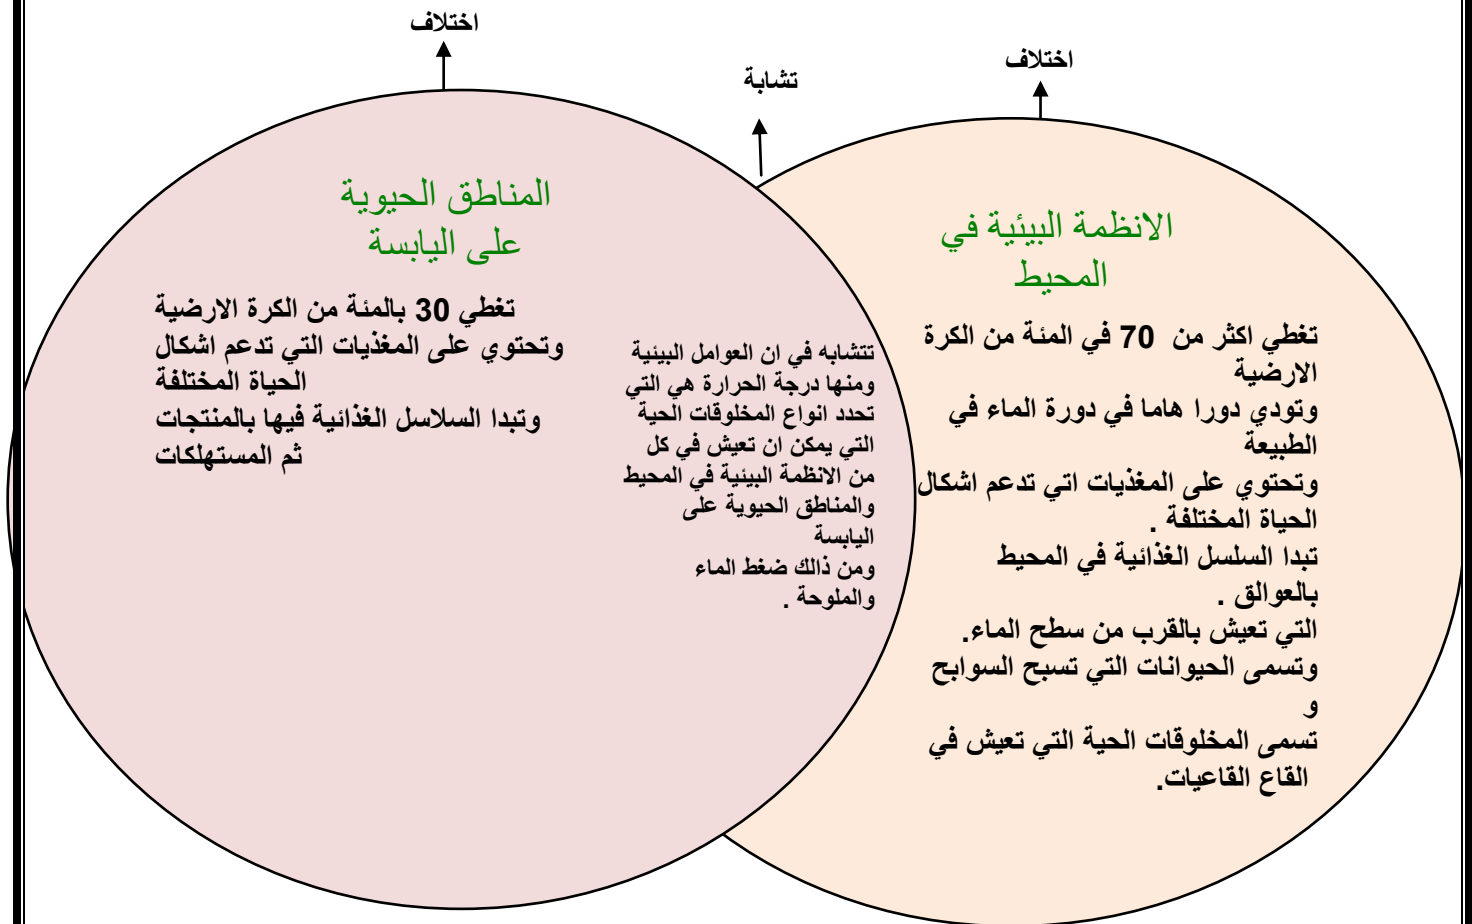 اختلاف
تشابة
اختلاف
الانظمة البيئية في
المحيط
تغطي اكثر من 70 في المئة من الكرة
الارضية
وتودي دورا هاما في دورة الماء في
الطبيعة
وتحتوي على المغذيات اتي تدعم اشكال
الحياة المختلفة .
تبدا السلسل الغذائية في المحيط
بالعوالق .
التي تعيش بالقرب من سطح الماء.
وتسمى الحيوانات التي تسبح السوابح
و
تسمى المخلوقات الحية التي تعيش في
القاع القاعيات.
تتشابه في ان العوامل البيئية
ومنها درجة الحرارة هي التي
تحدد انواع المخلوقات الحية
التي يمكن ان تعيش في كل
من الانظمة البيئية في المحيط
والمناطق الحيوية على
اليابسة
ومن ذالك ضغط الماء
والملوحة .
المناطق الحيوية
على اليابسة
تغطي 30 بالمئة من الكرة الارضية
وتحتوي على المغذيات التي تدعم اشكال
الحياة المختلفة
وتبدا السلاسل الغذائية فيها بالمنتجات
ثم المستهلكات